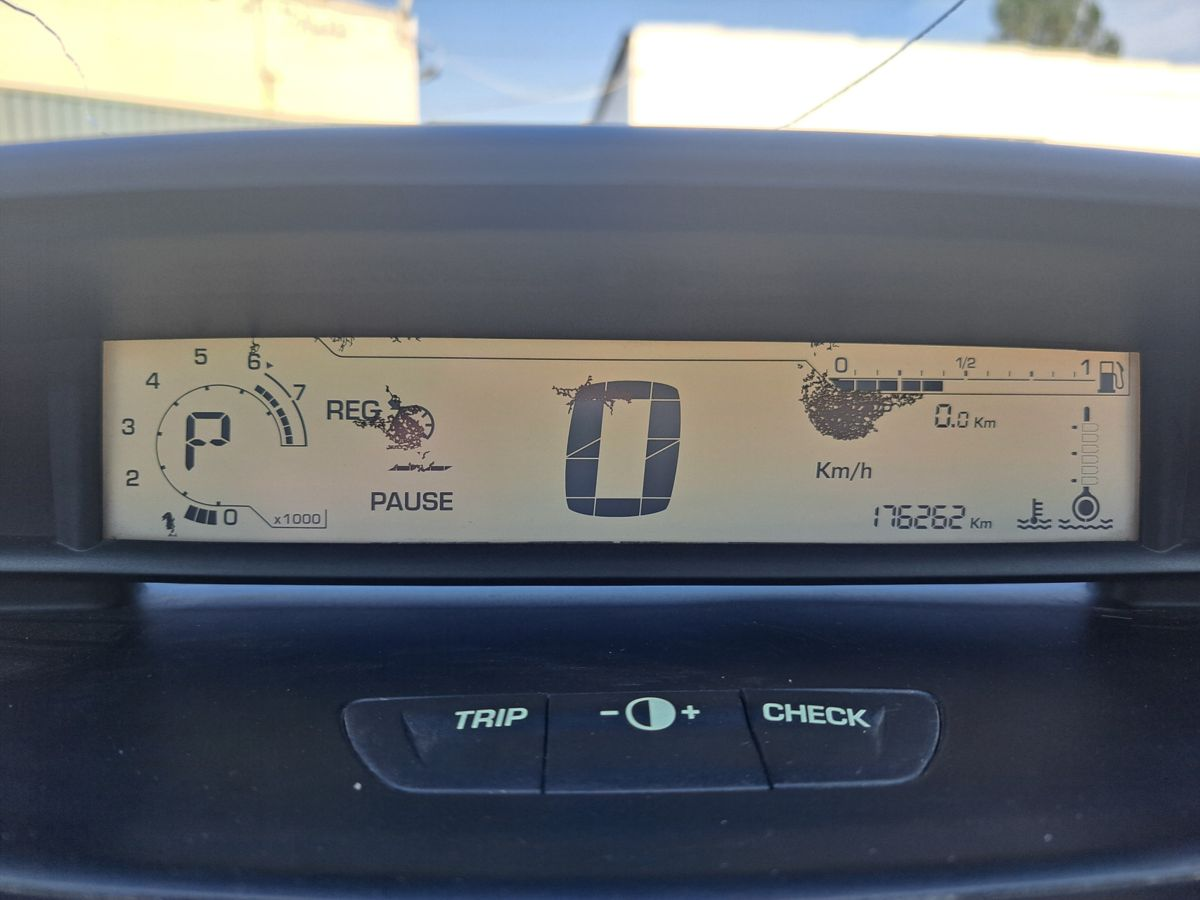 5 6 7
4
3
2
0 x1000
P
REG
PAUSE
0
Km/h
0 1/2 1
0.0 Km
176262 Km
TRIP - + CHECK